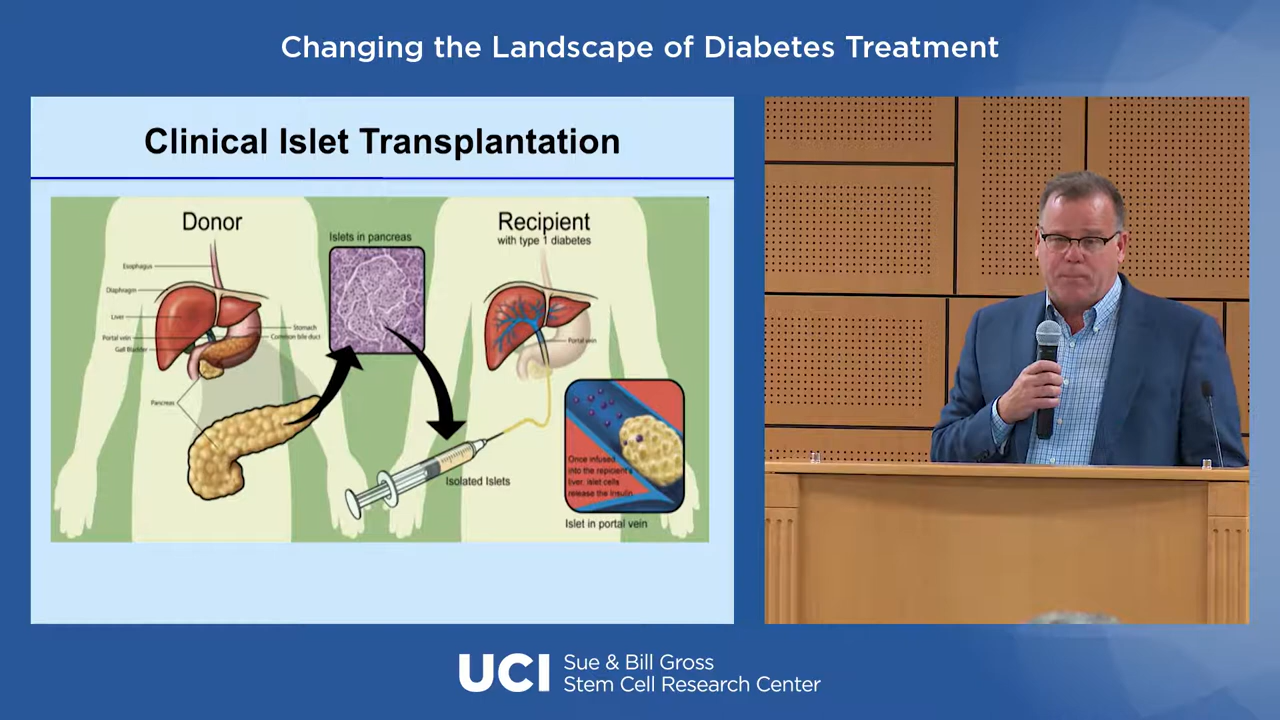 Changing the Landscape of Diabetes Treatment
Clinical Islet Transplantation
Donor
Islets in pancreas
Recipient
with type 1 diabetes
Esophagus
Diaphragm
Liver
Portal vein
Gall Bladder
Stomach
Common bile duct
Pancreas
Portal vein
Isolated Islets
Once infused
into the repicient's
liver, islet cells
release the insulin
Islet in portal vein
UCI
Sue & Bill Gross
Stem Cell Research Center